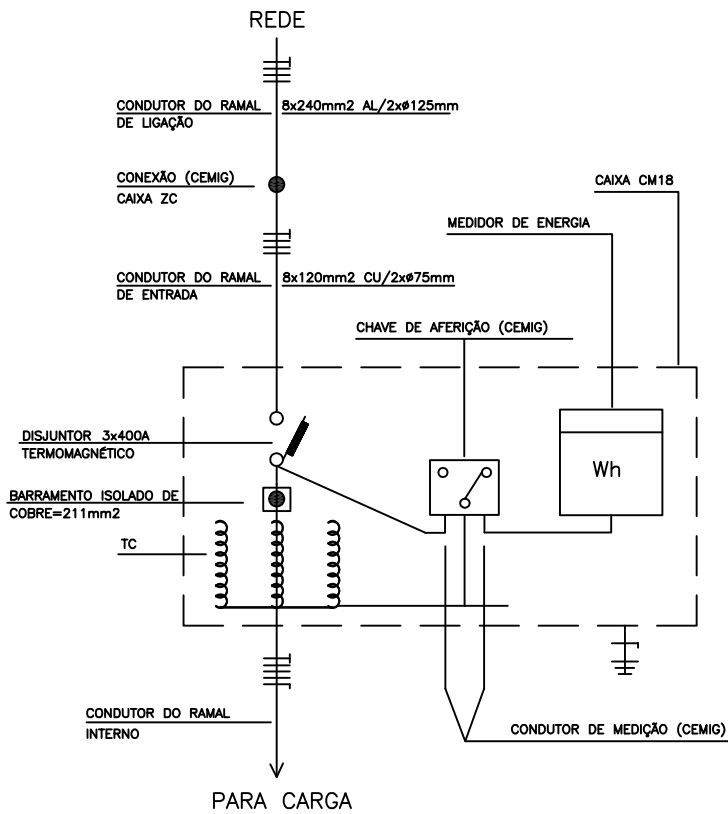 REDE
CONDUTOR DO RAMAL 8x240mm2 AL/2xø125mm
DE LIGAÇÃO
CONEXÃO (CEMIG)
CAIXA ZC
CAIXA CM18
MEDIDOR DE ENERGIA
CONDUTOR DO RAMAL 8x120mm2 CU/2xø75mm
DE ENTRADA
CHAVE DE AFERIÇÃO (CEMIG)
DISJUNTOR 3x400A
TERMOMAGNÉTICO
Wh
BARRAMENTO ISOLADO DE
COBRE=211mm2
TC
CONDUTOR DO RAMAL
INTERNO
CONDUTOR DE MEDIÇÃO (CEMIG)
PARA CARGA